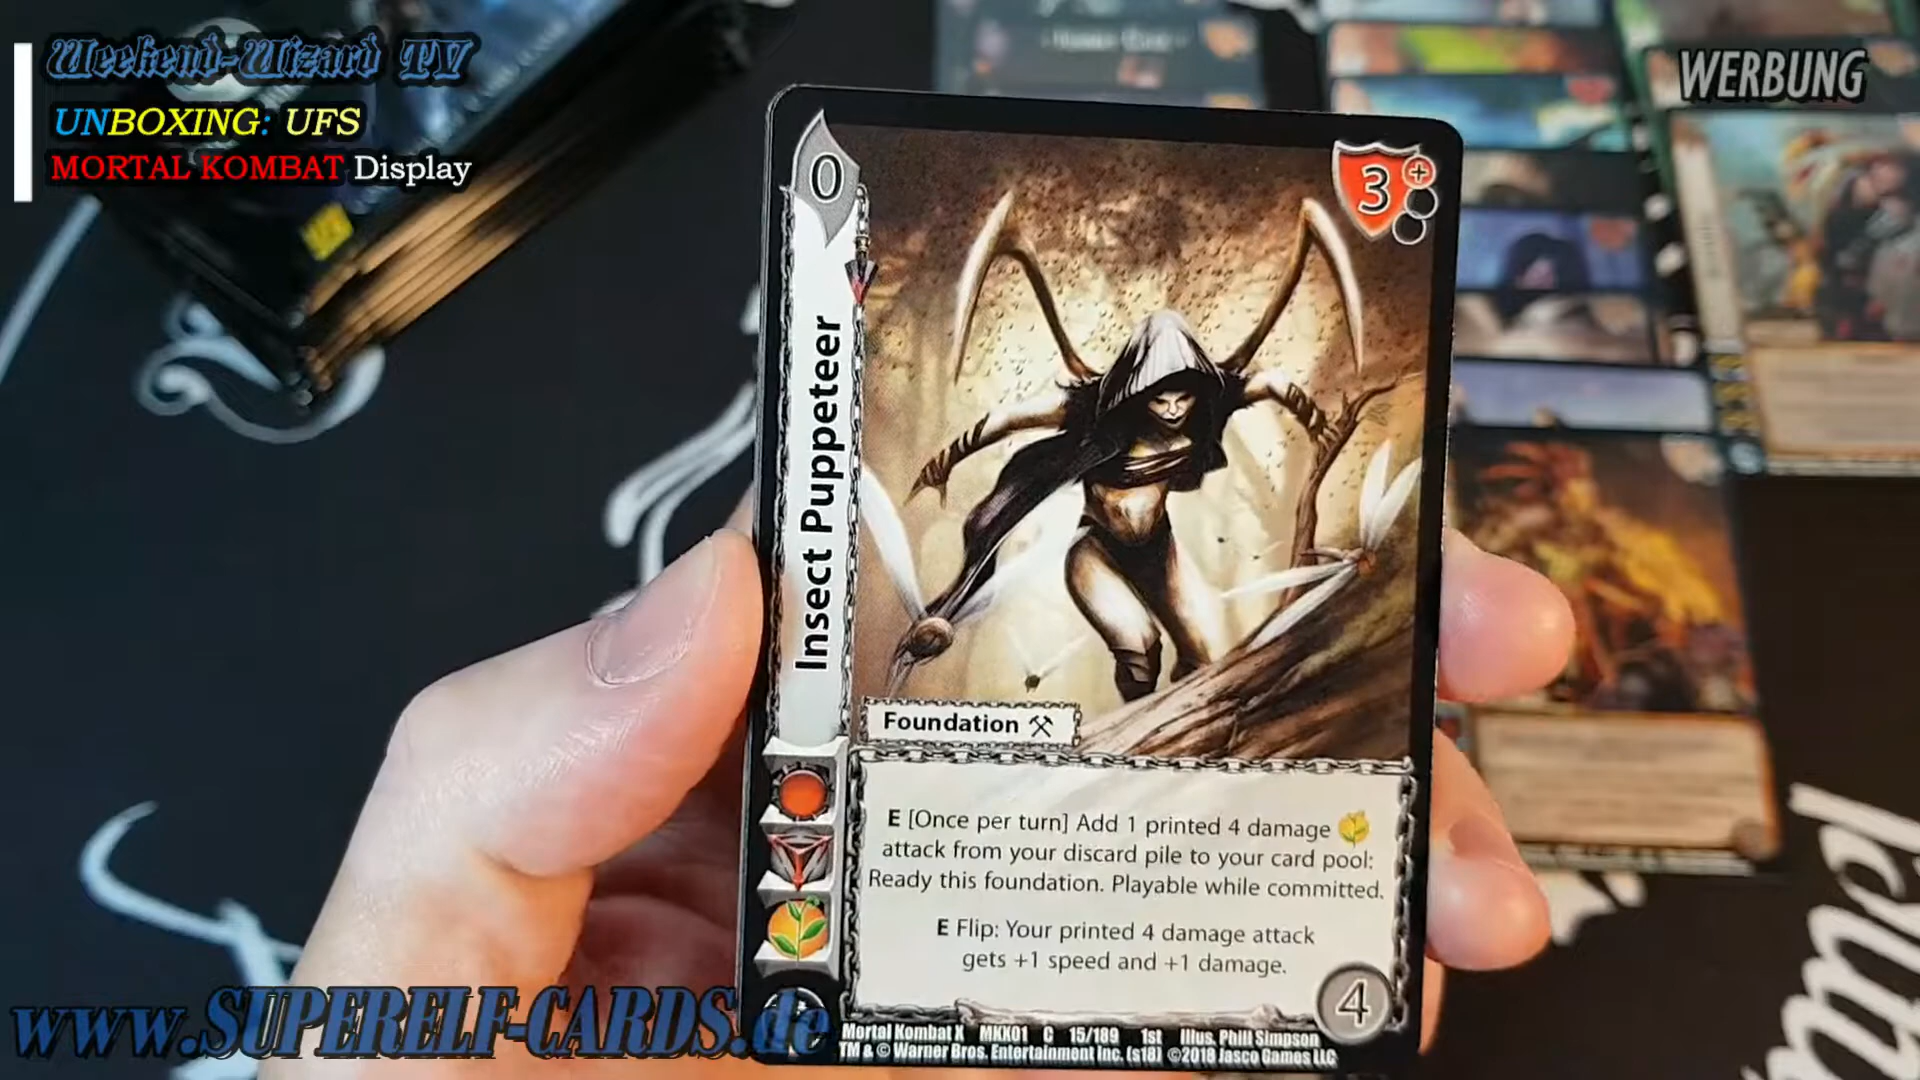 Weekend-Wizard TV
UNBOXING: UFS
MORTAL KOMBAT Display
WERBUNG
0
3
+
Insect Puppeteer
Foundation
E [Once per turn] Add 1 printed 4 damage
attack from your discard pile to your card pool:
Ready this foundation. Playable while committed.
E Flip: Your printed 4 damage attack
gets +1 speed and +1 damage.
4
Mortal Kombat X MKX01 C 15/189 1st Illus. Phill Simpson
TM & © Warner Bros. Entertainment Inc. (s18) ©2018 Jasco Games LLC
www.SUPERELF-CARDS.de